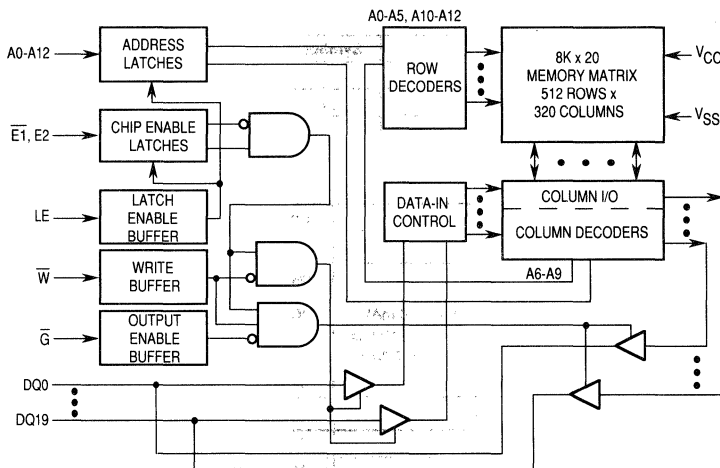 A0-A5, A10-A12
A0-A12
ADDRESS
LATCHES
ROW
DECODERS
8K x 20
MEMORY MATRIX
512 ROWS x
320 COLUMNS
VCC
VSS
E1, E2
CHIP ENABLE
LATCHES
LE
LATCH
ENABLE
BUFFER
DATA-IN
CONTROL
COLUMN I/O
COLUMN DECODERS
A6-A9
W
WRITE
BUFFER
G
OUTPUT
ENABLE
BUFFER
DQ0
DQ19